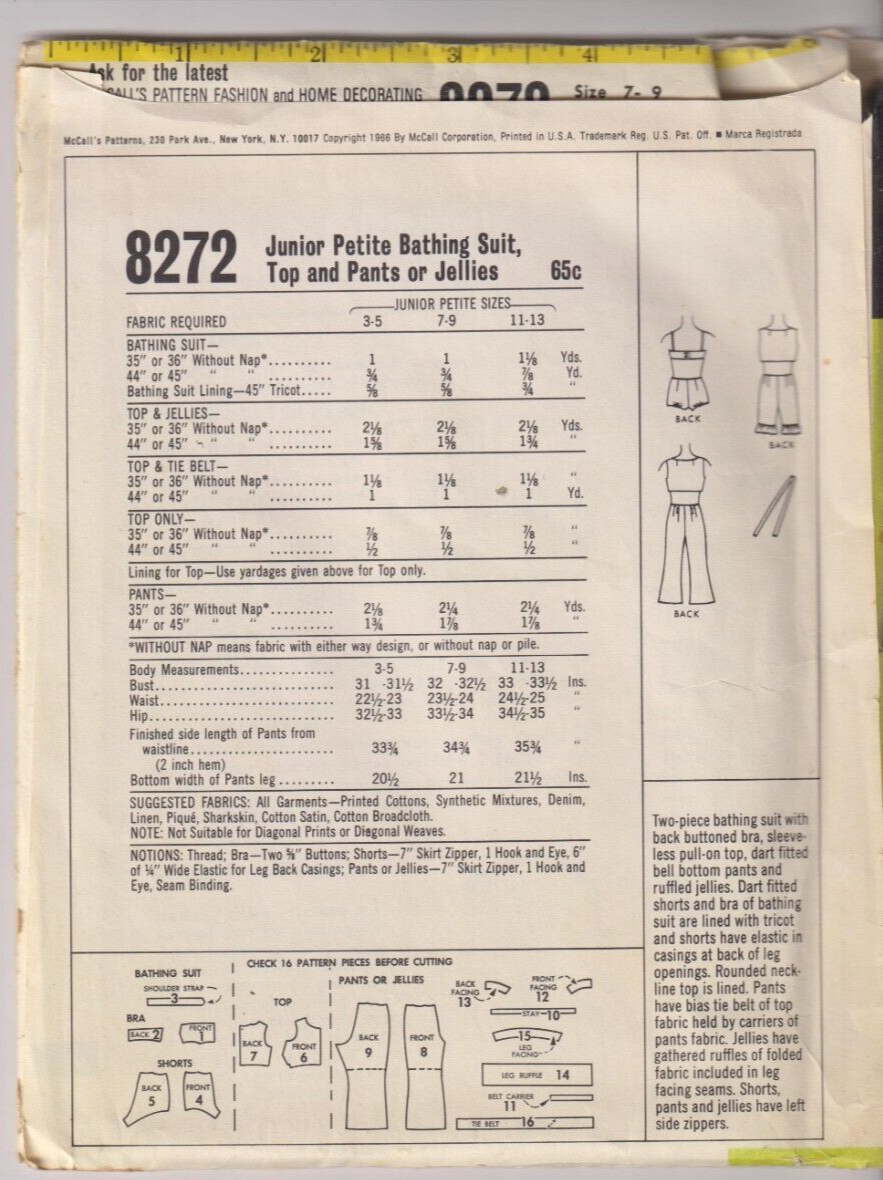 1 2 3 4
Ask for the latest
CALL'S PATTERN FASHION and HOME DECORATING Size 7-9
McCall's Patterns, 230 Park Ave., New York, N.Y. 10017 Copyright 1966 By McCall Corporation, Printed in U.S.A. Trademark Reg. U.S. Pat. Off. ■ Marca Registrada
8272 Junior Petite Bathing Suit,
Top and Pants or Jellies 65c
JUNIOR PETITE SIZES
FABRIC REQUIRED 3-5 7-9 11-13
BATHING SUIT—
35" or 36" Without Nap*.......... 1 1 1⅛ Yds.
44" or 45" " " .......... ¾ ¾ ⅞ Yd.
Bathing Suit Lining—45" Tricot..... ⅝ ⅝ ¾ "
TOP & JELLIES—
35" or 36" Without Nap*.......... 2⅛ 2⅛ 2⅛ Yds.
44" or 45" " " .......... 1⅝ 1⅝ 1¾ "
TOP & TIE BELT—
35" or 36" Without Nap*.......... 1⅛ 1⅛ 1⅛ "
44" or 45" " " .......... 1 1 1 Yd.
TOP ONLY—
35" or 36" Without Nap*.......... ⅞ ⅞ ⅞ "
44" or 45" " " .......... ½ ½ ½ "
Lining for Top—Use yardages given above for Top only.
PANTS—
35" or 36" Without Nap*.......... 2⅛ 2¼ 2¼ Yds.
44" or 45" " " .......... 1¾ 1⅞ 1⅞ "
*WITHOUT NAP means fabric with either way design, or without nap or pile.
Body Measurements.............. 3-5 7-9 11-13
Bust........................... 31 -31½ 32 -32½ 33 -33½ Ins.
Waist.......................... 22½-23 23½-24 24½-25 "
Hip............................ 32½-33 33½-34 34½-35 "
Finished side length of Pants from
waistline...................... 33¾ 34¾ 35¾ "
(2 inch hem)
Bottom width of Pants leg ......... 20½ 21 21½ Ins.
SUGGESTED FABRICS: All Garments—Printed Cottons, Synthetic Mixtures, Denim,
Linen, Piqué, Sharkskin, Cotton Satin, Cotton Broadcloth.
NOTE: Not Suitable for Diagonal Prints or Diagonal Weaves.
NOTIONS: Thread; Bra—Two ⅝" Buttons; Shorts—7" Skirt Zipper, 1 Hook and Eye, 6"
of ¼" Wide Elastic for Leg Back Casings; Pants or Jellies—7" Skirt Zipper, 1 Hook and
Eye, Seam Binding.
BACK
BACK
BACK
Two-piece bathing suit with
back buttoned bra, sleeve-
less pull-on top, dart fitted
bell bottom pants and
ruffled jellies. Dart fitted
shorts and bra of bathing
suit are lined with tricot
and shorts have elastic in
casings at back of leg
openings. Rounded neck-
line top is lined. Pants
have bias tie belt of top
fabric held by carriers of
pants fabric. Jellies have
gathered ruffles of folded
fabric included in leg
facing seams. Shorts,
pants and jellies have left
side zippers.
CHECK 16 PATTERN PIECES BEFORE CUTTING
BATHING SUIT
SHOULDER STRAP
3
BRA
BACK 2
FRONT 1
SHORTS
BACK 5
FRONT 4
TOP
BACK 7
FRONT 6
PANTS OR JELLIES
BACK 9
FRONT 8
BACK FACING 13
FRONT FACING 12
STAY—10
15
LEG FACING
LEG RUFFLE 14
BELT CARRIER 11
TIE BELT 16